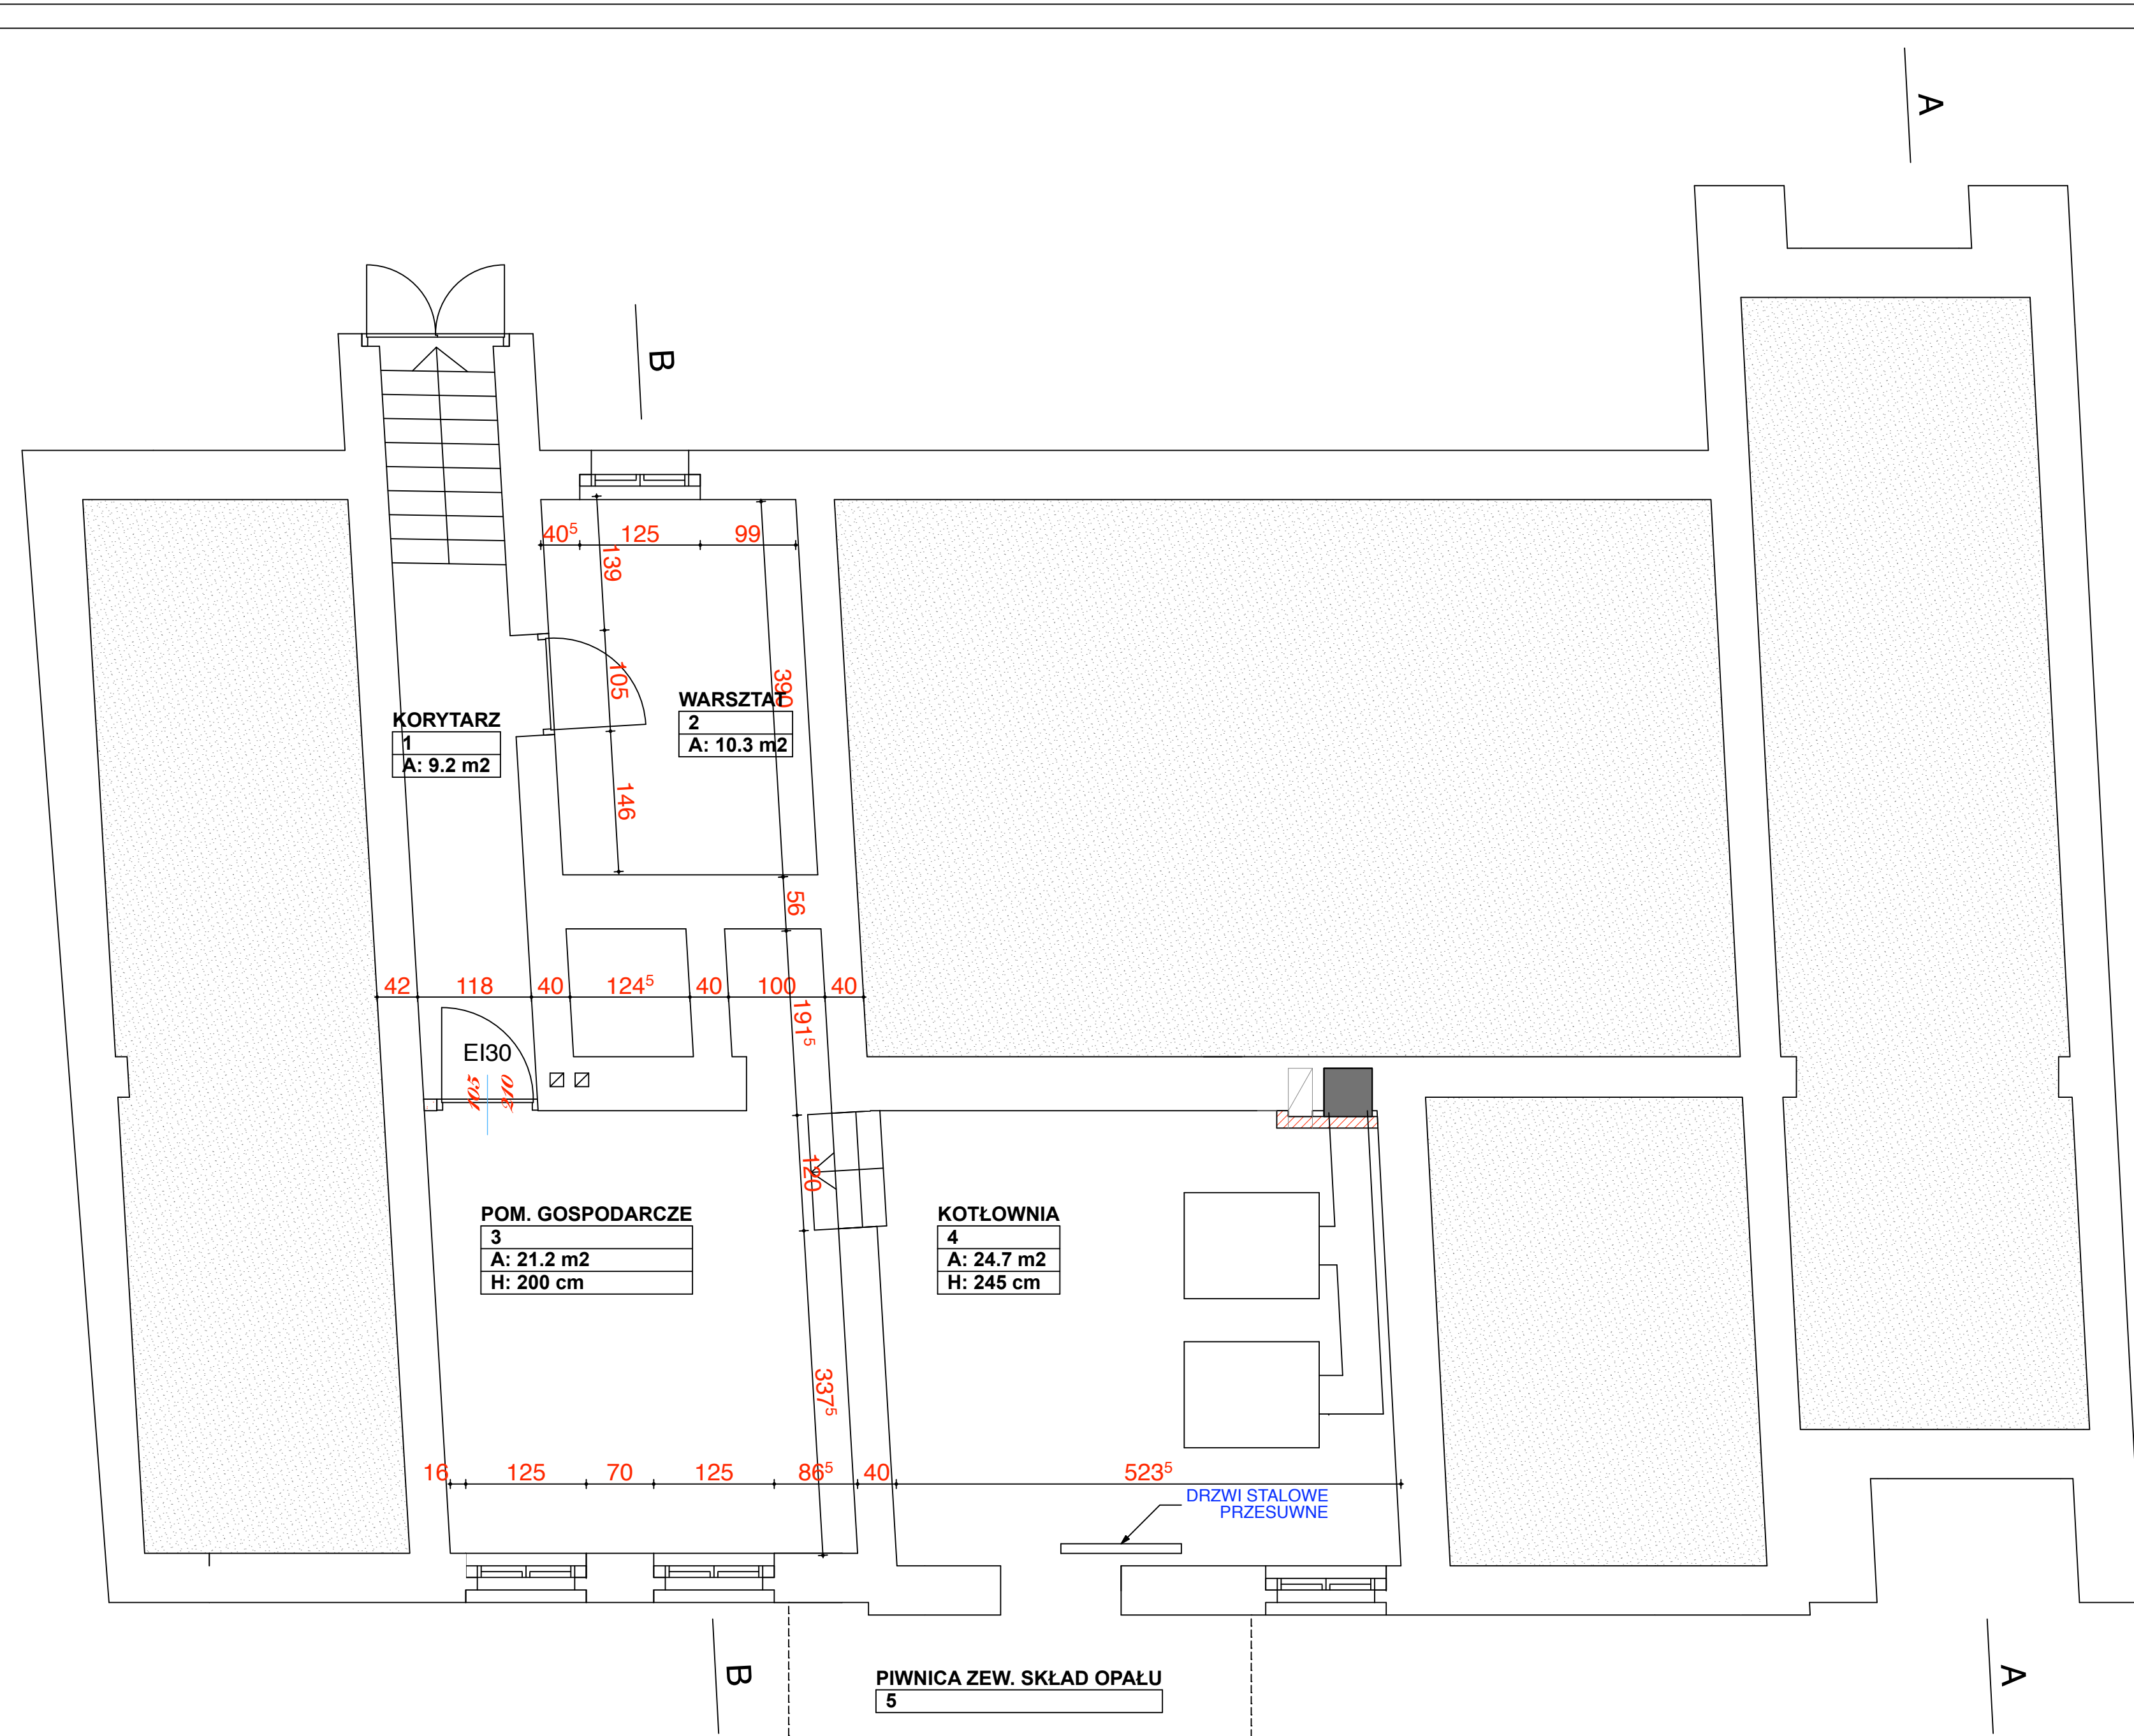 A
B
40⁵ 125 99
139
105
390
WARSZTAT
2
A: 10.3 m2
KORYTARZ
1
A: 9.2 m2
146
56
42 118 40 124⁵ 40 100 40
191⁵
EI30
105
210
120
POM. GOSPODARCZE
3
A: 21.2 m2
H: 200 cm
KOTŁOWNIA
4
A: 24.7 m2
H: 245 cm
337⁵
16 125 70 125 86⁵ 40 523⁵
DRZWI STALOWE
PRZESUWNE
B
A
PIWNICA ZEW. SKŁAD OPAŁU
5